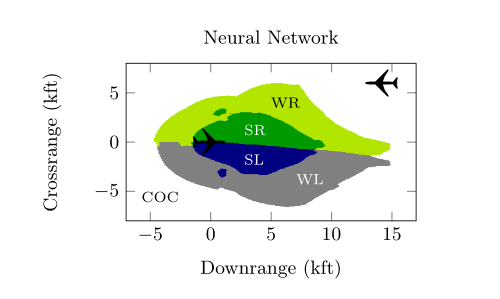 Neural Network
Crossrange (kft)
5
0
−5
WR
SR
SL
WL
COC
−5 0 5 10 15
Downrange (kft)